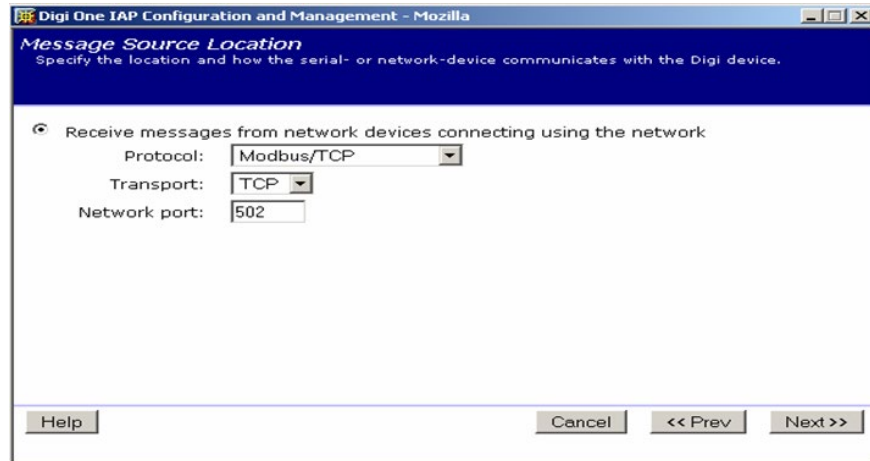 Digi One IAP Configuration and Management - Mozilla
Message Source Location
Specify the location and how the serial- or network-device communicates with the Digi device.
Receive messages from network devices connecting using the network
Protocol: Modbus/TCP
Transport: TCP
Network port: 502
Help Cancel << Prev Next >>